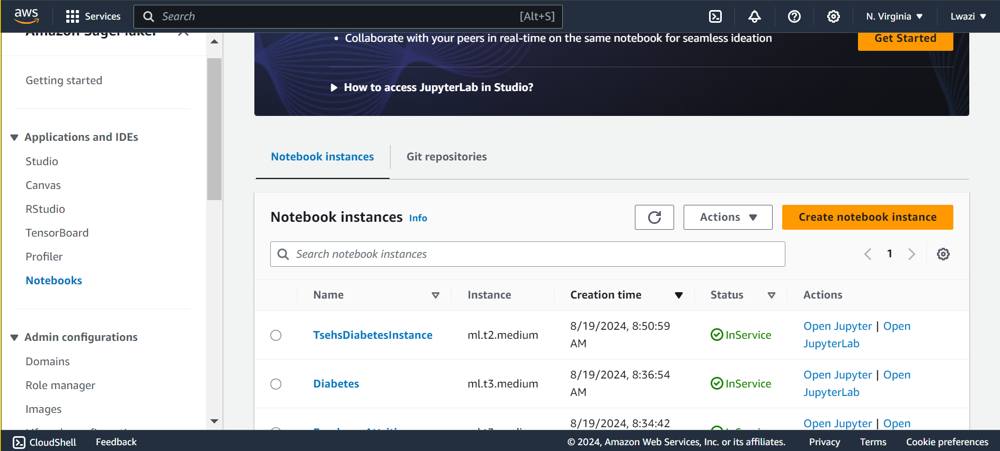 aws
Services
Search
[Alt+S]
N. Virginia
Lwazi
Amazon SageMaker
Getting started
Applications and IDEs
Studio
Canvas
RStudio
TensorBoard
Profiler
Notebooks
Admin configurations
Domains
Role manager
Images
• Collaborate with your peers in real-time on the same notebook for seamless ideation
Get Started
How to access JupyterLab in Studio?
Notebook instances
Git repositories
Notebook instances Info
Actions
Create notebook instance
Search notebook instances
1
Name Instance Creation time Status Actions
TsehsDiabetesInstance ml.t2.medium 8/19/2024, 8:50:59 AM InService Open Jupyter | Open JupyterLab
Diabetes ml.t3.medium 8/19/2024, 8:36:54 AM InService Open Jupyter | Open JupyterLab
8/19/2024, 8:34:42 Open Jupyter | Open
CloudShell
Feedback
© 2024, Amazon Web Services, Inc. or its affiliates.
Privacy
Terms
Cookie preferences